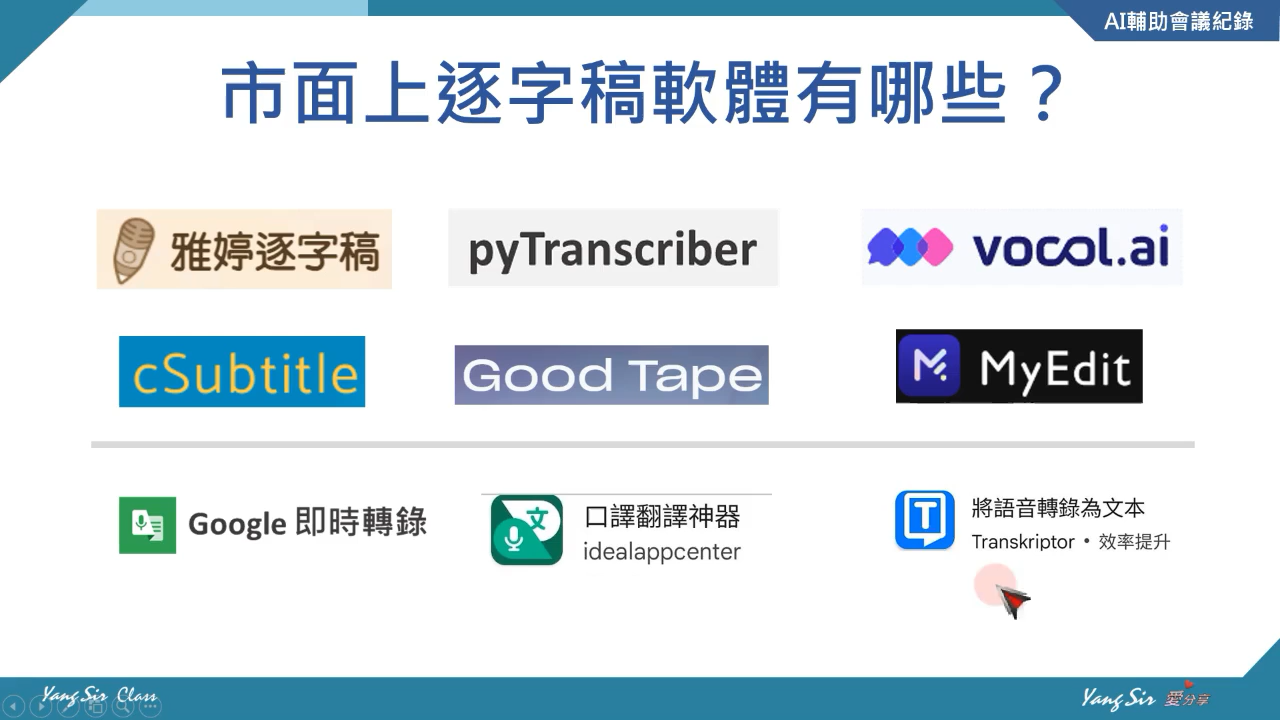 AI輔助會議紀錄
市面上逐字稿軟體有哪些？
雅婷逐字稿
pyTranscriber
vocol.ai
cSubtitle
Good Tape
MyEdit
Google 即時轉錄
文
口譯翻譯神器
idealappcenter
T
將語音轉錄為文本
Transkriptor • 效率提升
Yang Sir Class
Yang Sir 愛分享